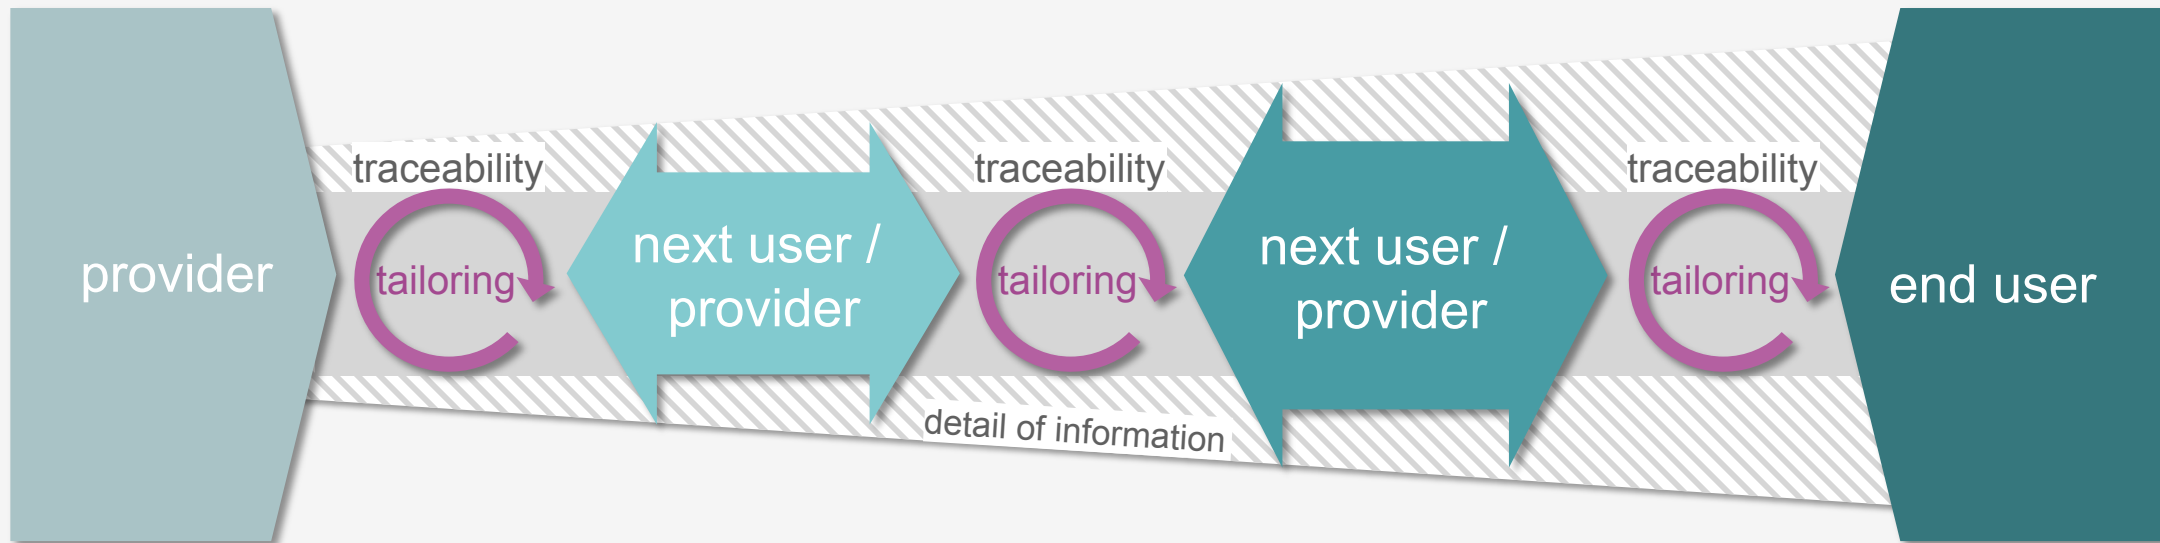 provider
traceability
tailoring
next user /
provider
traceability
tailoring
detail of information
next user /
provider
traceability
tailoring
end user